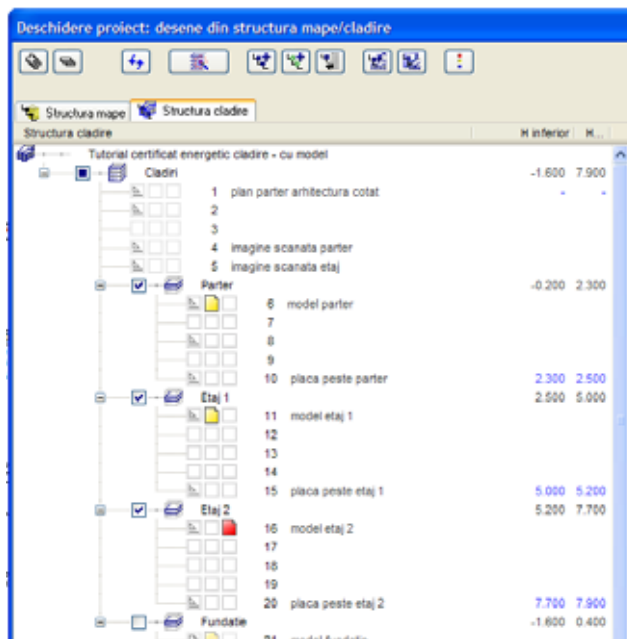 Deschidere proiect: desene din structura mape/cladire
Structura mape Structura cladire
Structura cladire H inferior H...
Tutorial certificat energetic cladire - cu model
Cladiri -1.600 7.900
1 plan parter arhitectura cotat - -
2
3
4 imagine scanata parter
5 imagine scanata etaj
Parter -0.200 2.300
6 model parter
7
8
9
10 placa peste parter 2.300 2.500
Etaj 1 2.500 5.000
11 model etaj 1
12
13
14
15 placa peste etaj 1 5.000 5.200
Etaj 2 5.200 7.700
16 model etaj 2
17
18
19
20 placa peste etaj 2 7.700 7.900
Fundatie -1.600 0.400